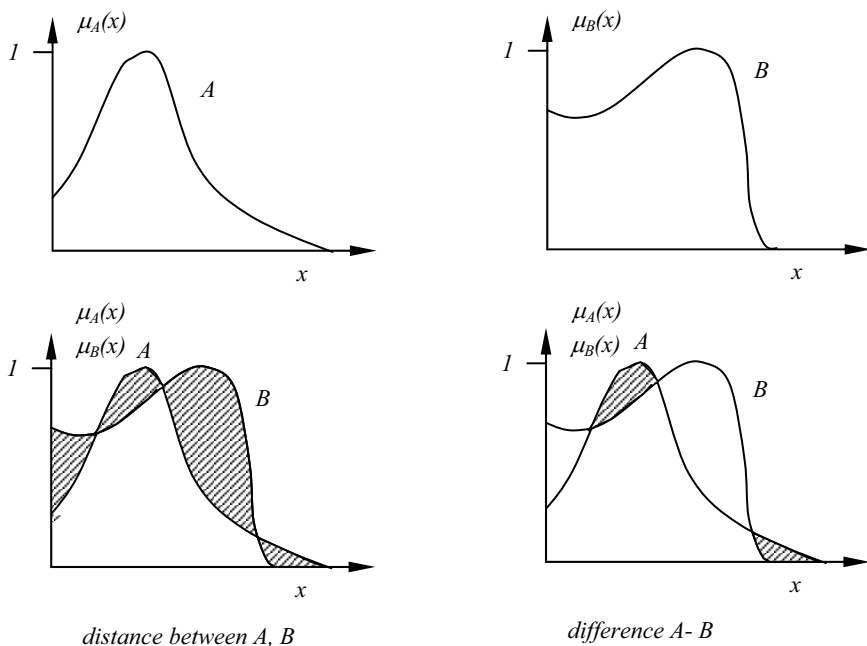 μA(x)
1
A
x
μB(x)
1
B
x
μA(x)
μB(x)
1
A
B
x
distance between A, B
μA(x)
μB(x)
1
A
B
x
difference A- B